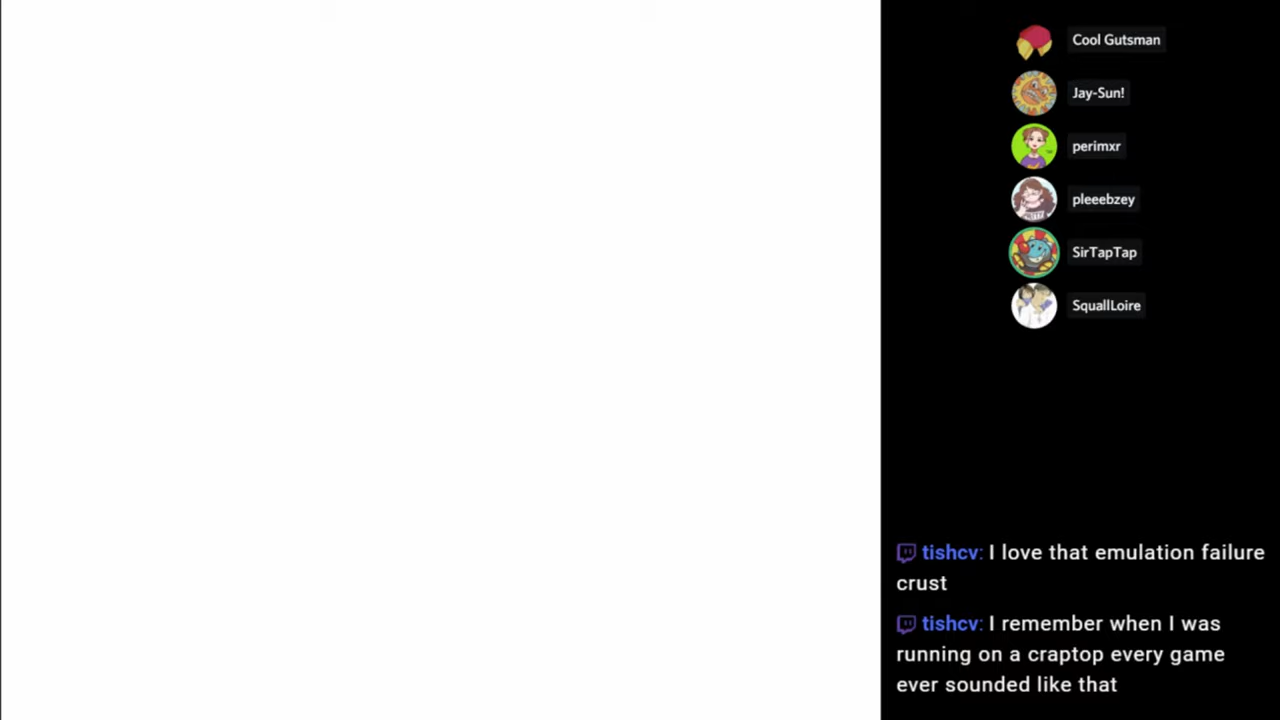 Cool Gutsman
Jay-Sun!
perimxr
pleeebzey
SirTapTap
SquallLoire
tishcv: I love that emulation failure
crust
tishcv: I remember when I was
running on a craptop every game
ever sounded like that